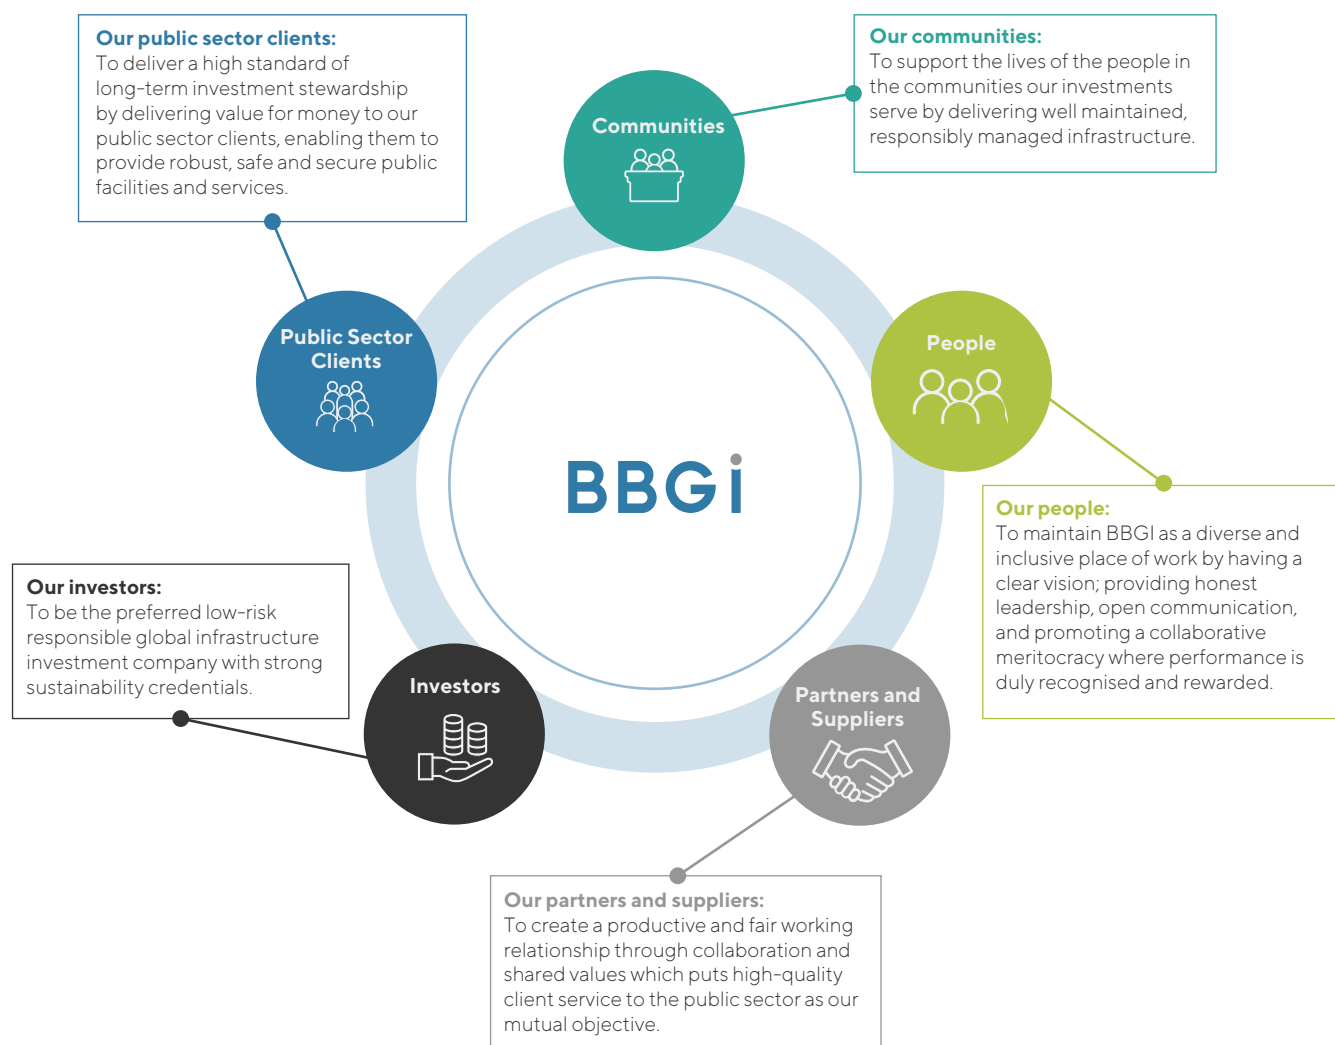 Our public sector clients:
To deliver a high standard of
long-term investment stewardship
by delivering value for money to our
public sector clients, enabling them to
provide robust, safe and secure public
facilities and services.
Our communities:
To support the lives of the people in
the communities our investments
serve by delivering well maintained,
responsibly managed infrastructure.
Communities
Public Sector
Clients
People
BBGi
Our people:
To maintain BBGI as a diverse and
inclusive place of work by having a
clear vision; providing honest
leadership, open communication,
and promoting a collaborative
meritocracy where performance is
duly recognised and rewarded.
Our investors:
To be the preferred low-risk
responsible global infrastructure
investment company with strong
sustainability credentials.
Investors
Partners and
Suppliers
Our partners and suppliers:
To create a productive and fair working
relationship through collaboration and
shared values which puts high-quality
client service to the public sector as our
mutual objective.